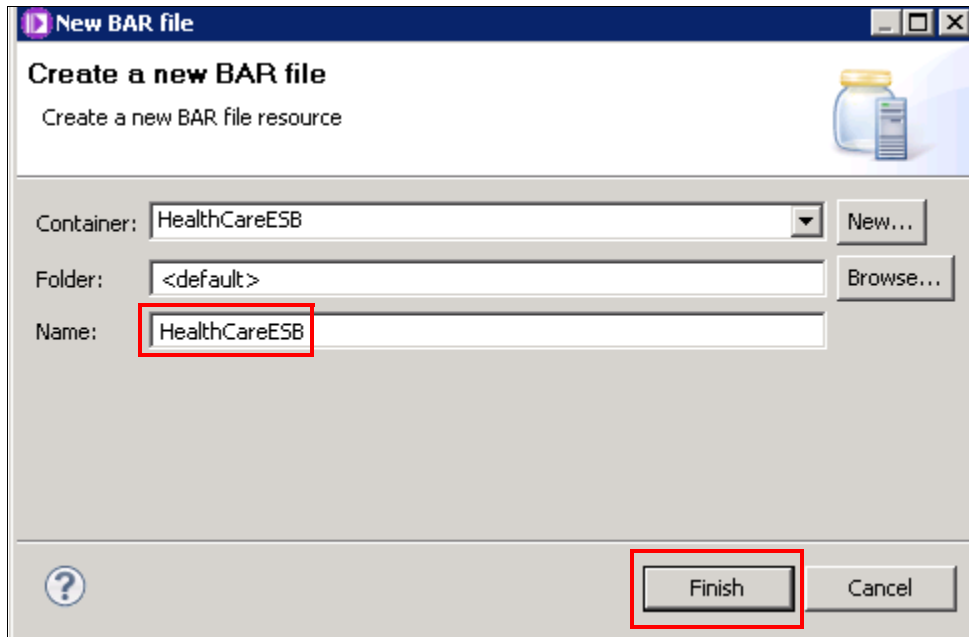 New BAR file
Create a new BAR file
Create a new BAR file resource
Container: HealthCareESB New...
Folder: <default> Browse...
Name: HealthCareESB
? Finish Cancel